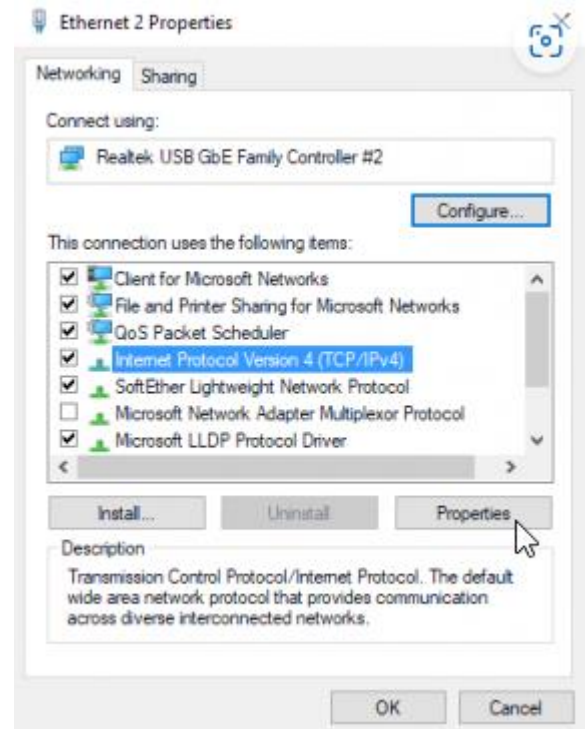 Ethernet 2 Properties
Networking Sharing
Connect using:
Realtek USB GbE Family Controller #2
Configure...
This connection uses the following items:
Client for Microsoft Networks
File and Printer Sharing for Microsoft Networks
QoS Packet Scheduler
Internet Protocol Version 4 (TCP/IPv4)
SoftEther Lightweight Network Protocol
Microsoft Network Adapter Multiplexor Protocol
Microsoft LLDP Protocol Driver
Install... Uninstall Properties
Description
Transmission Control Protocol/Internet Protocol. The default
wide area network protocol that provides communication
across diverse interconnected networks.
OK Cancel